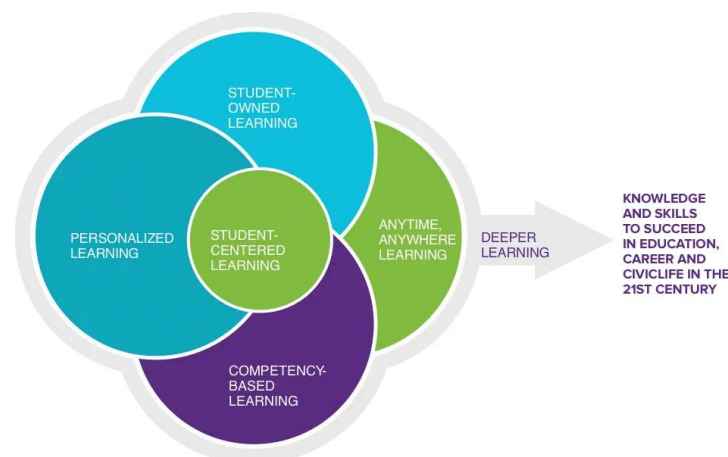 STUDENT-
OWNED
LEARNING
PERSONALIZED
LEARNING
STUDENT-
CENTERED
LEARNING
ANYTIME,
ANYWHERE
LEARNING
COMPETENCY-
BASED
LEARNING
DEEPER
LEARNING
KNOWLEDGE
AND SKILLS
TO SUCCEED
IN EDUCATION,
CAREER AND
CIVICLIFE IN THE
21ST CENTURY